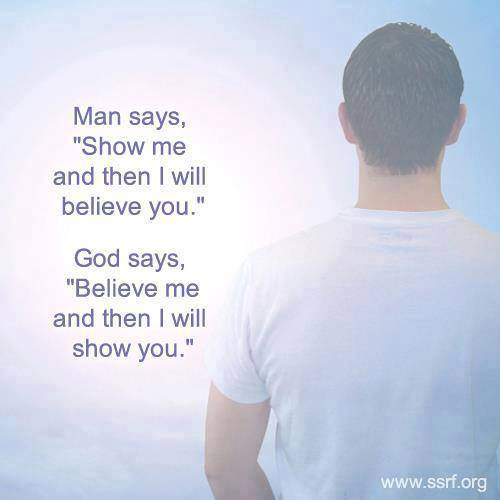 Man says,
"Show me
and then I will
believe you."
God says,
"Believe me
and then I will
show you."
www.ssrf.org